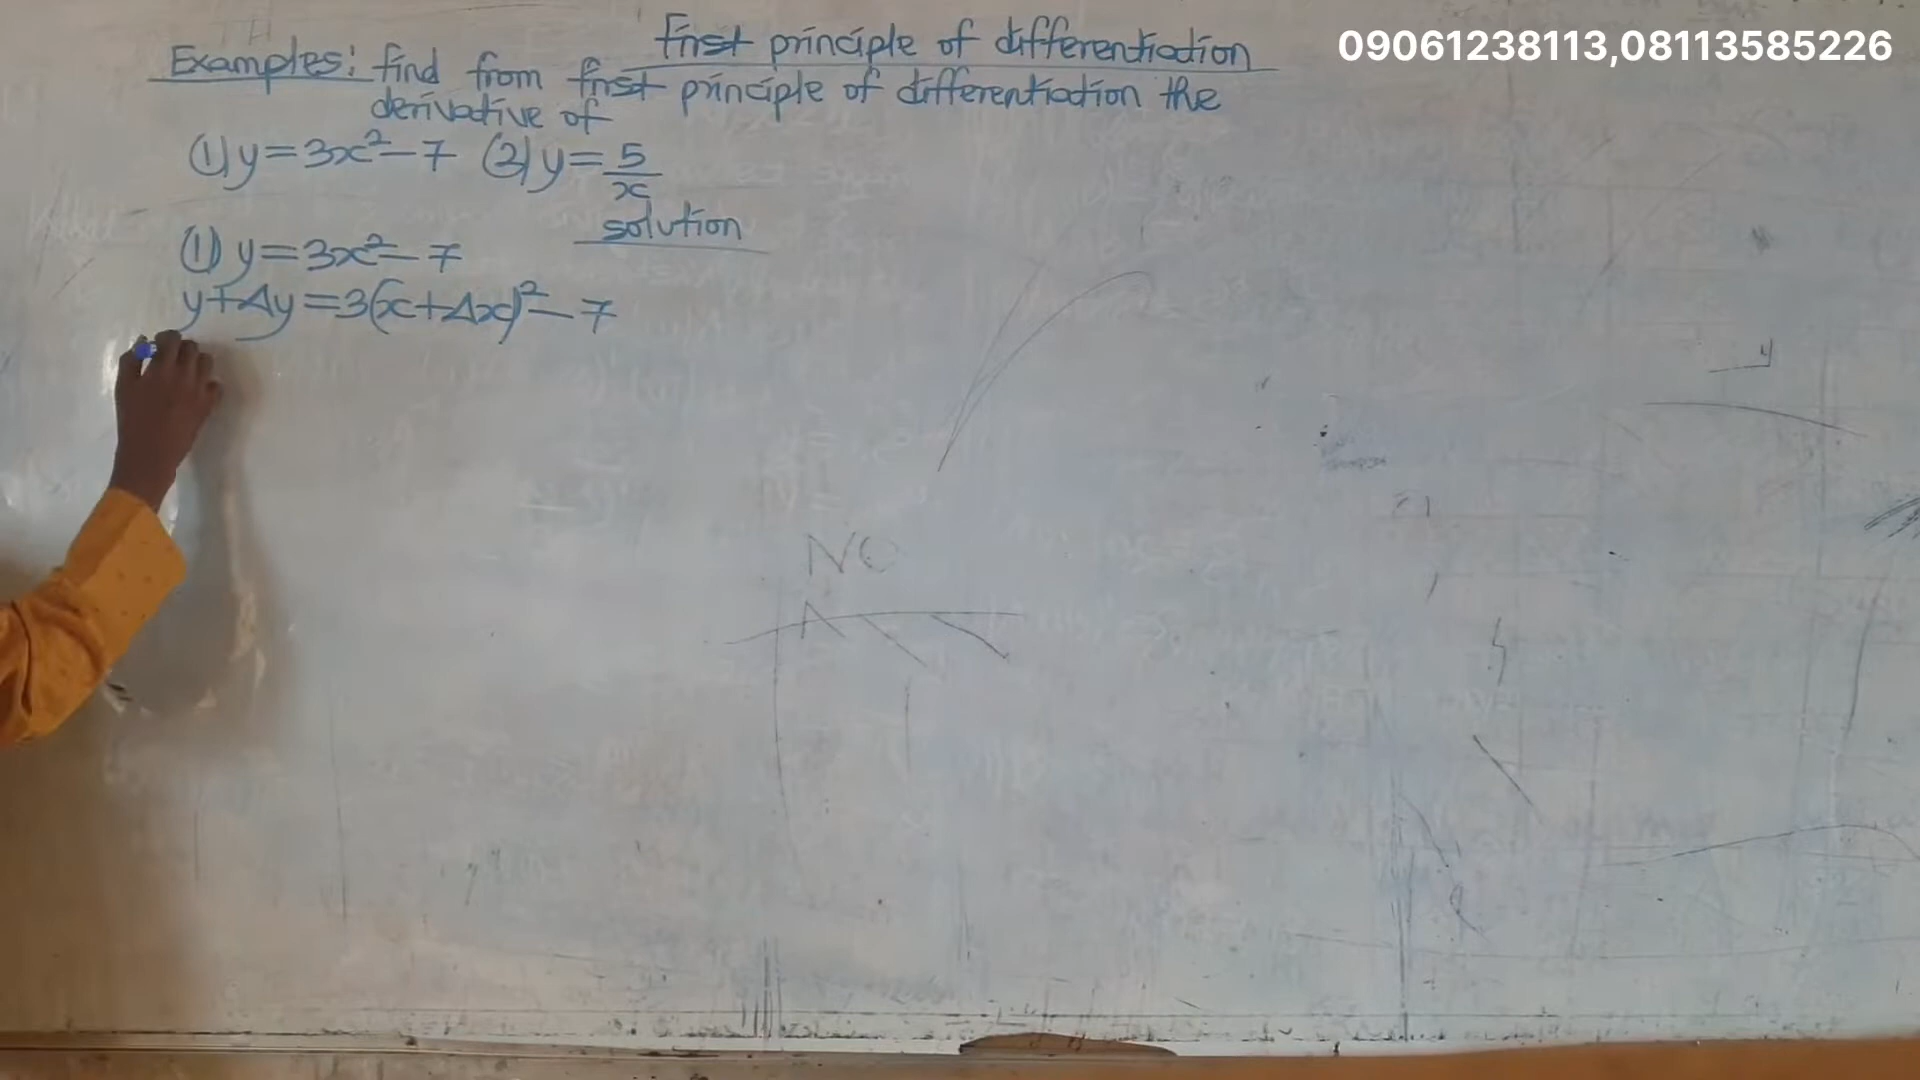 First principle of differentiation
09061238113,08113585226
Examples: find from first principle of differentiation the
derivative of
(1) y=3x²-7 (2) y=5/x
solution
(1) y=3x²-7
y+Δy=3(x+Δx)²-7
NO